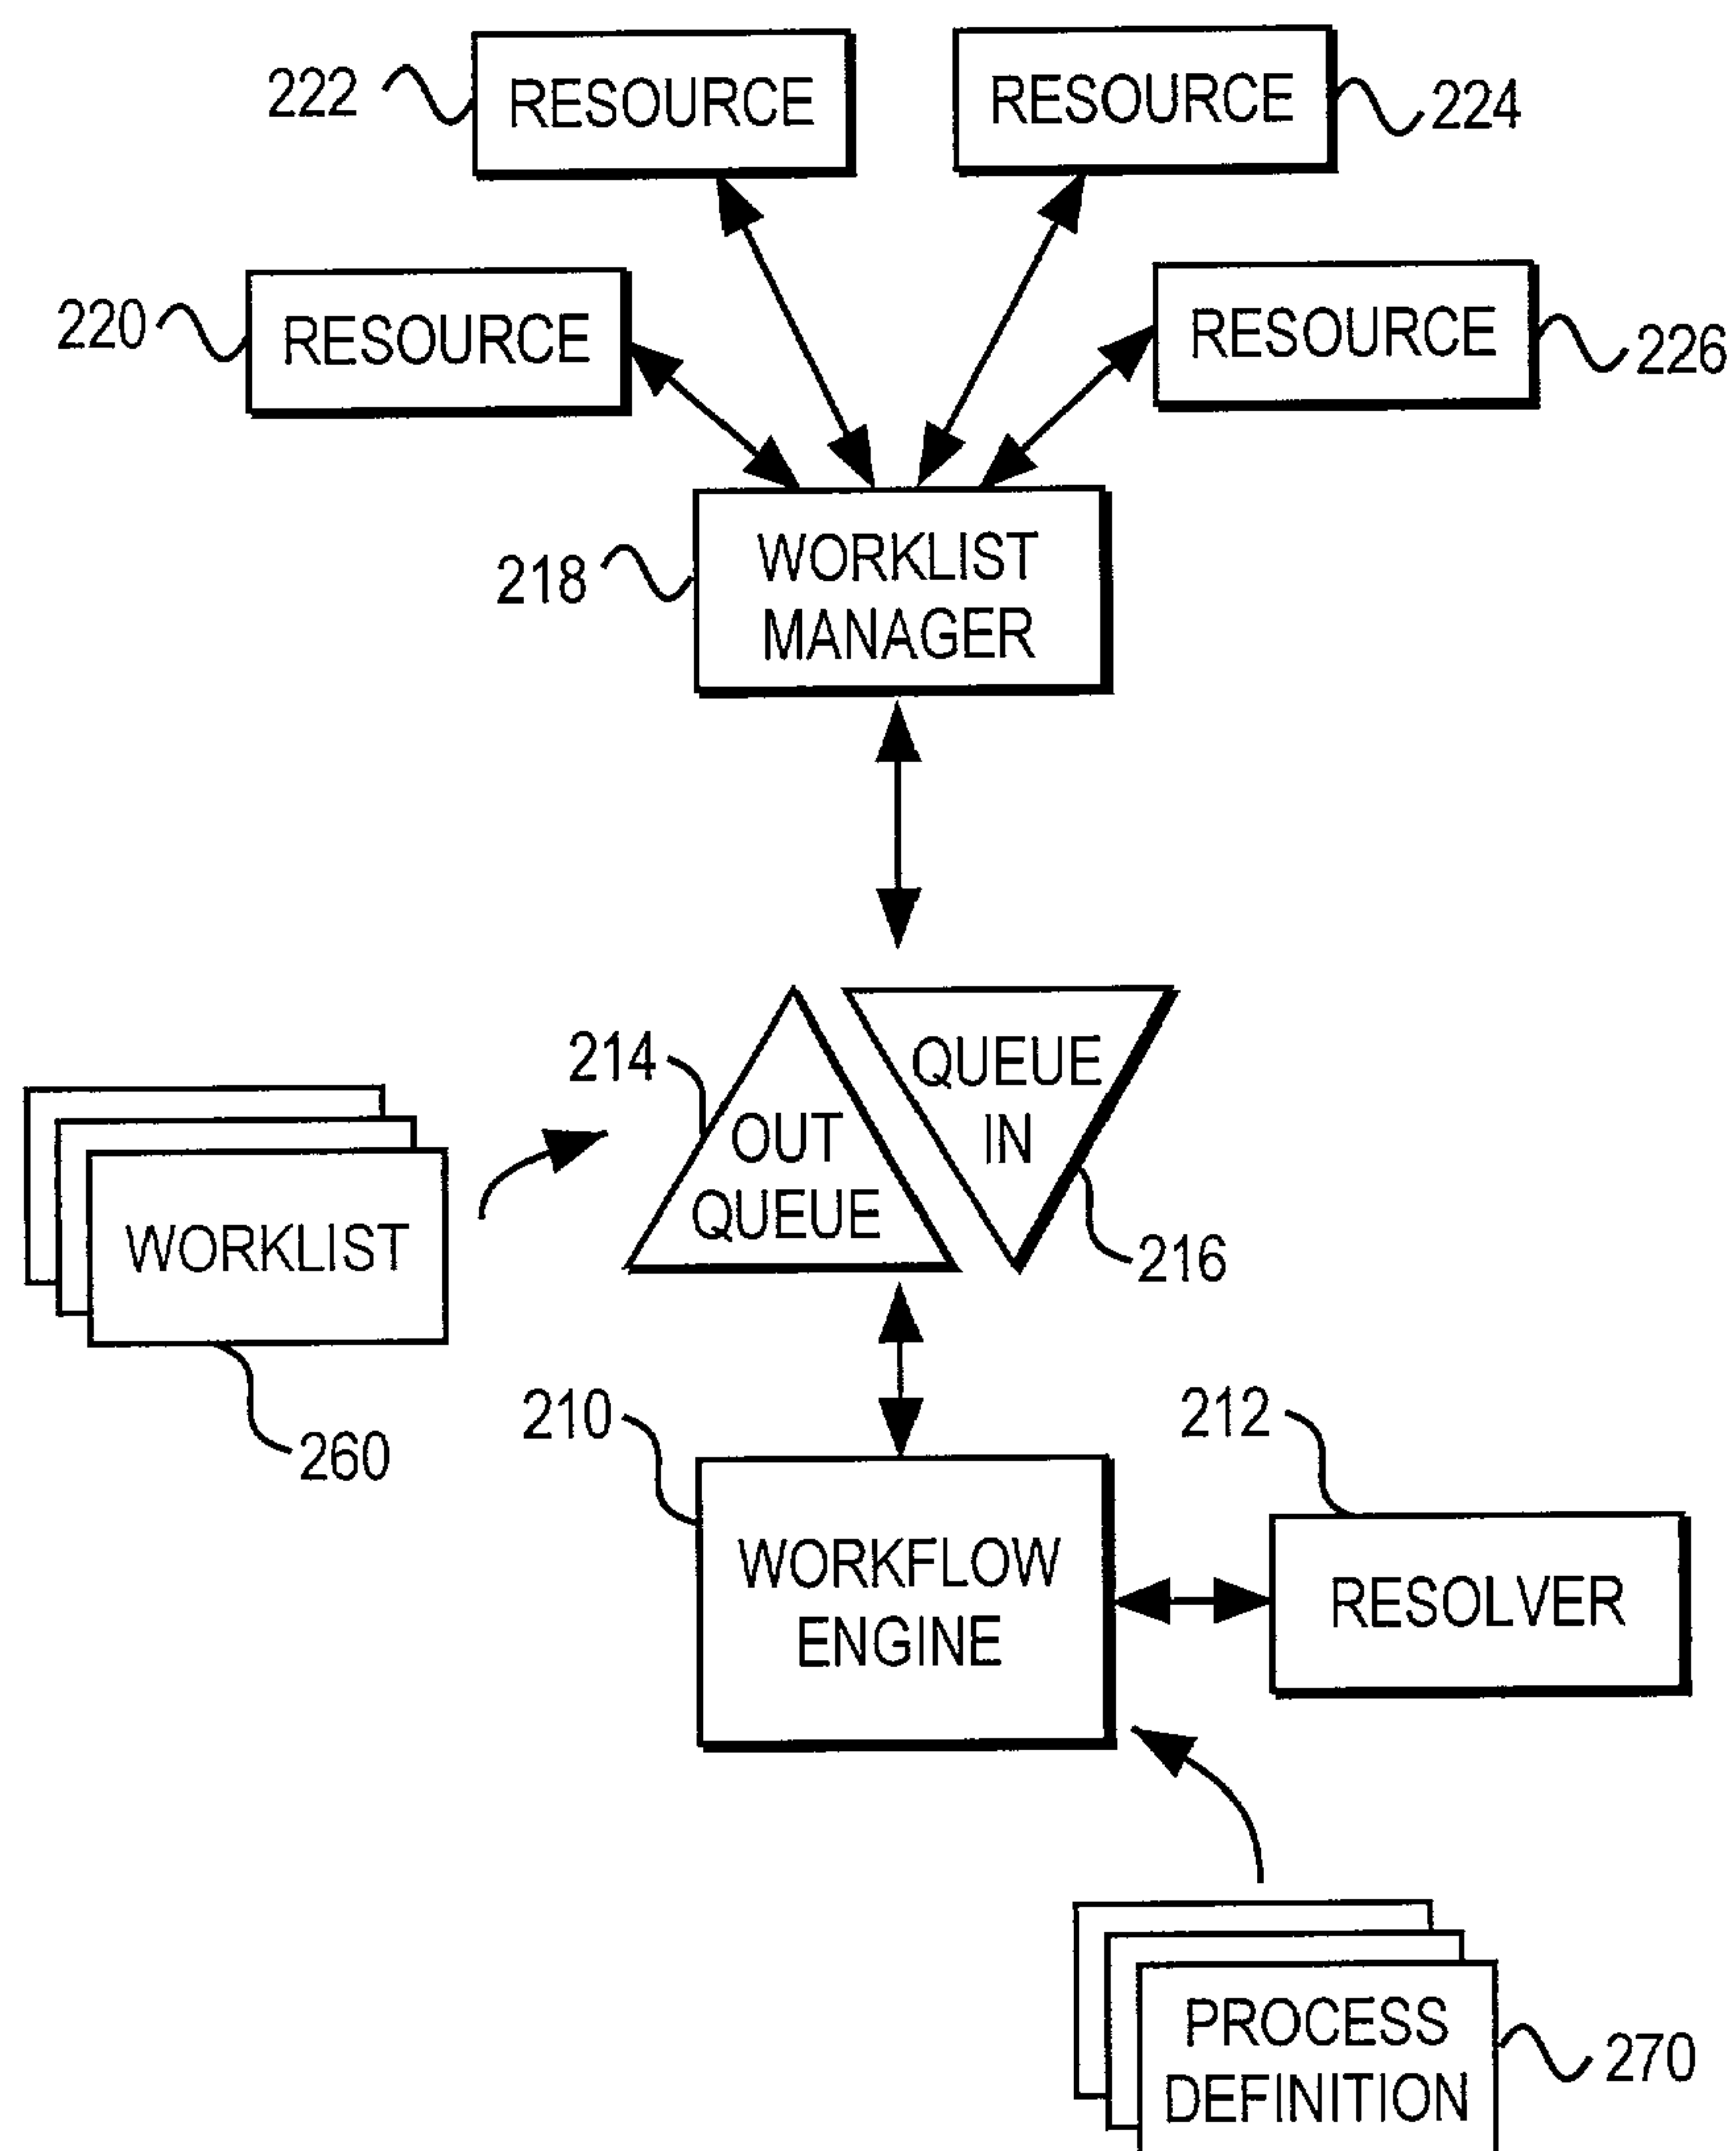 222
RESOURCE
RESOURCE
224
220
RESOURCE
RESOURCE
226
218
WORKLIST
MANAGER
214
OUT
QUEUE
QUEUE
IN
216
WORKLIST
260
210
WORKFLOW
ENGINE
212
RESOLVER
PROCESS
DEFINITION
270